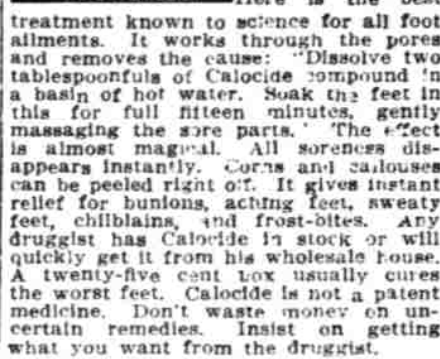 Here is the best
treatment known to science for all foot
ailments. It works through the pores
and removes the cause: "Dissolve two
tablespoonfuls of Calocide compound in
a basin of hot water. Soak the feet in
this for full fifteen minutes, gently
massaging the sore parts." The effect
is almost magical. All soreness dis-
appears instantly. Corns and callouses
can be peeled right off. It gives instant
relief for bunions, aching feet, sweaty
feet, chilblains, and frost-bites. Any
druggist has Calocide in stock or will
quickly get it from his wholesale house.
A twenty-five cent box usually cures
the worst feet. Calocide is not a patent
medicine. Don't waste money on un-
certain remedies. Insist on getting
what you want from the druggist.